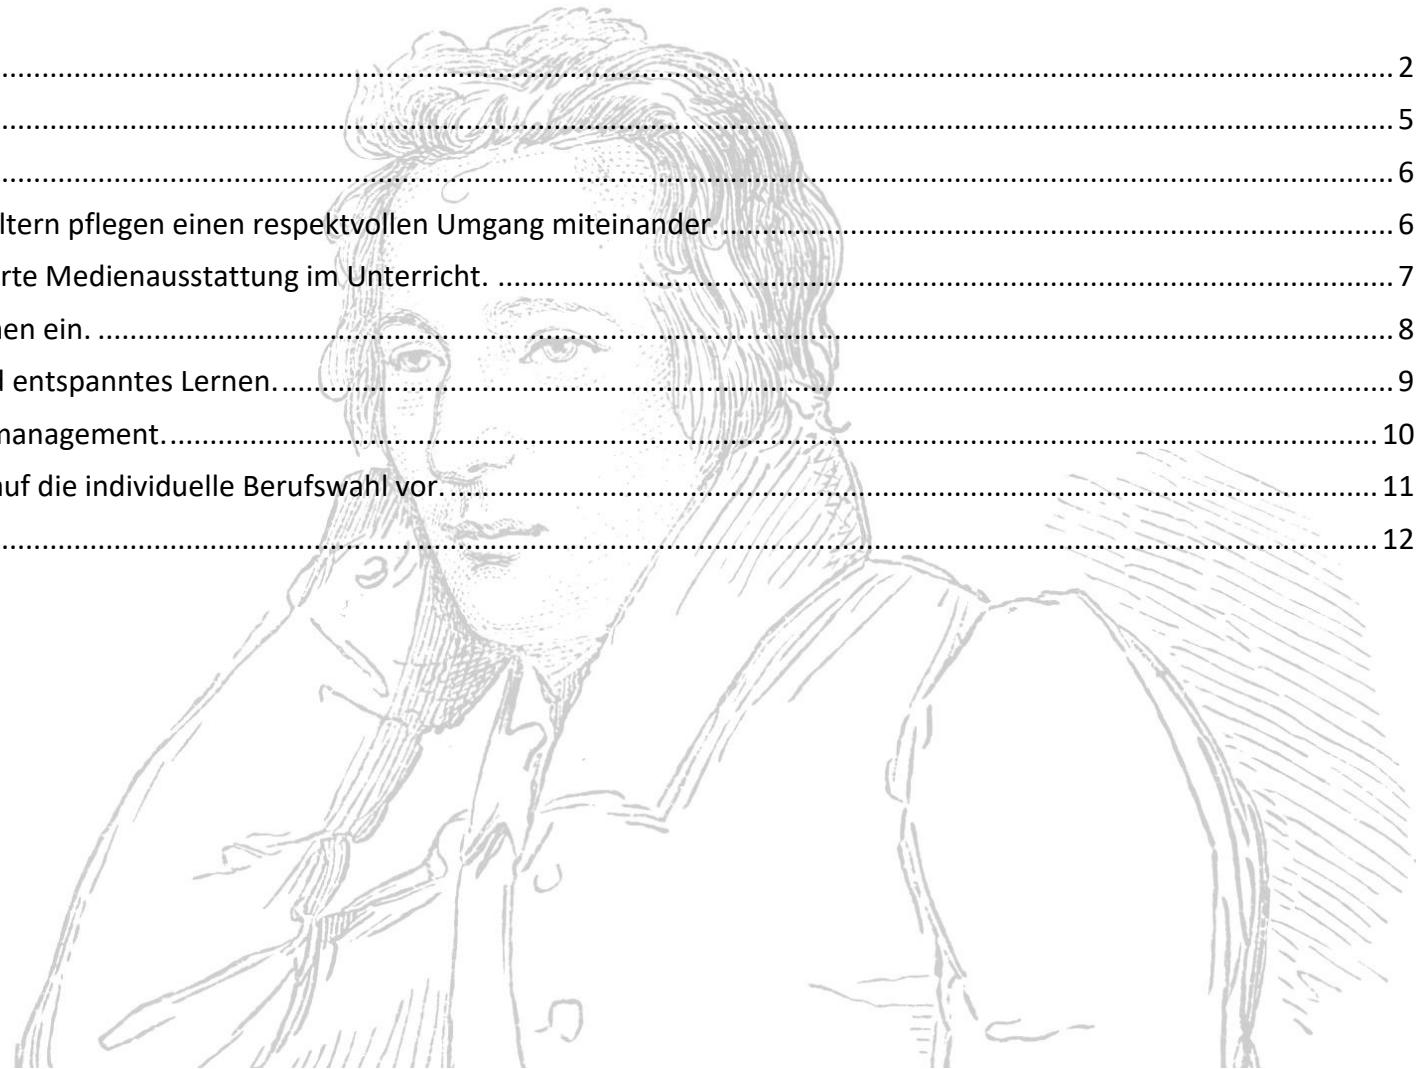 ........ 2
........ 5
........ 6
ltern pflegen einen respektvollen Umgang miteinander. ........ 6
rte Medienausstattung im Unterricht. ........ 7
en ein. ........ 8
entspanntes Lernen. ........ 9
management. ........ 10
uf die individuelle Berufswahl vor. ........ 11
........ 12